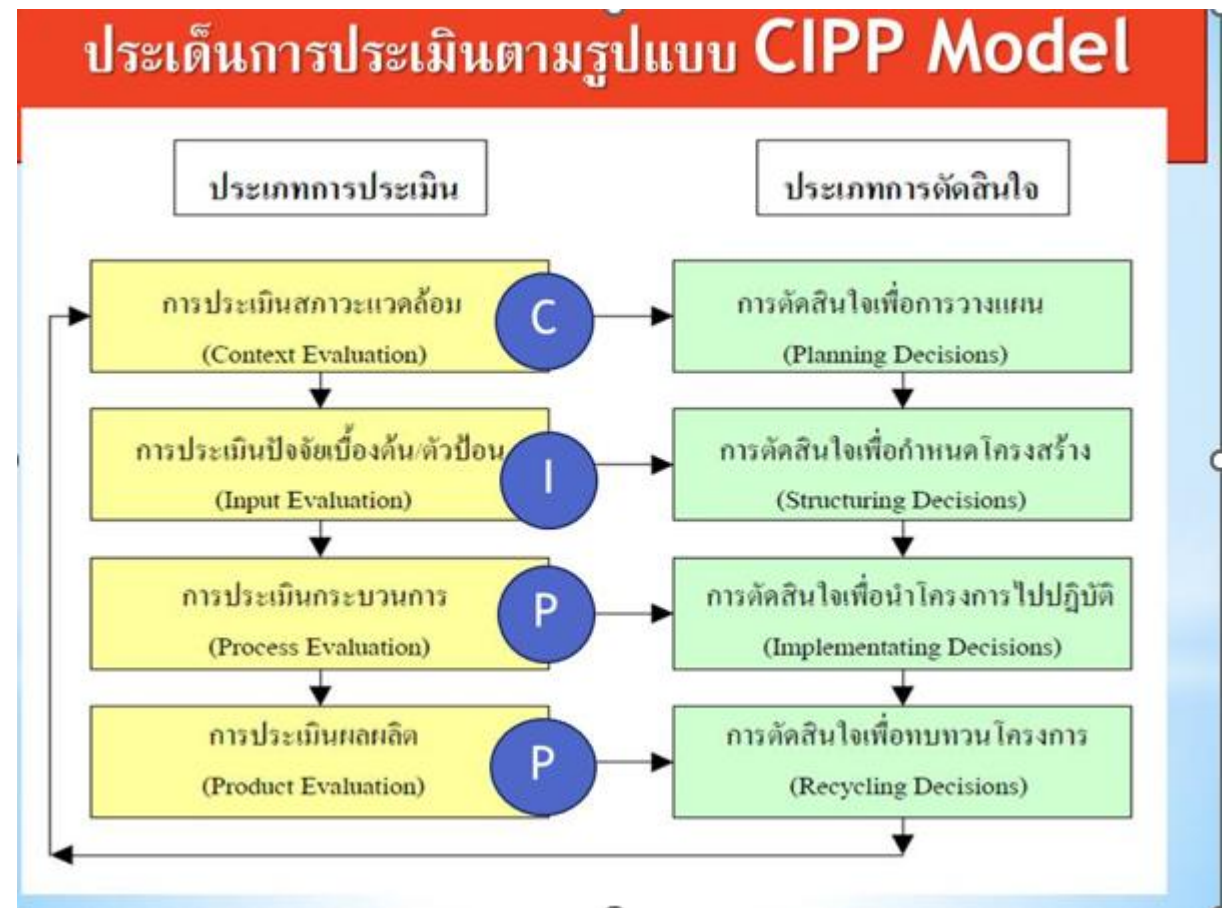 ประเด็นการประเมินตามรูปแบบ CIPP Model
ประเภทการประเมิน
ประเภทการตัดสินใจ
การประเมินสภาวะแวดล้อม
(Context Evaluation)
C
การตัดสินใจเพื่อการวางแผน
(Planning Decisions)
การประเมินปัจจัยเบื้องต้น/ตัวป้อน
(Input Evaluation)
I
การตัดสินใจเพื่อกำหนดโครงสร้าง
(Structuring Decisions)
การประเมินกระบวนการ
(Process Evaluation)
P
การตัดสินใจเพื่อนำโครงการไปปฏิบัติ
(Implementating Decisions)
การประเมินผลผลิต
(Product Evaluation)
P
การตัดสินใจเพื่อทบทวนโครงการ
(Recycling Decisions)